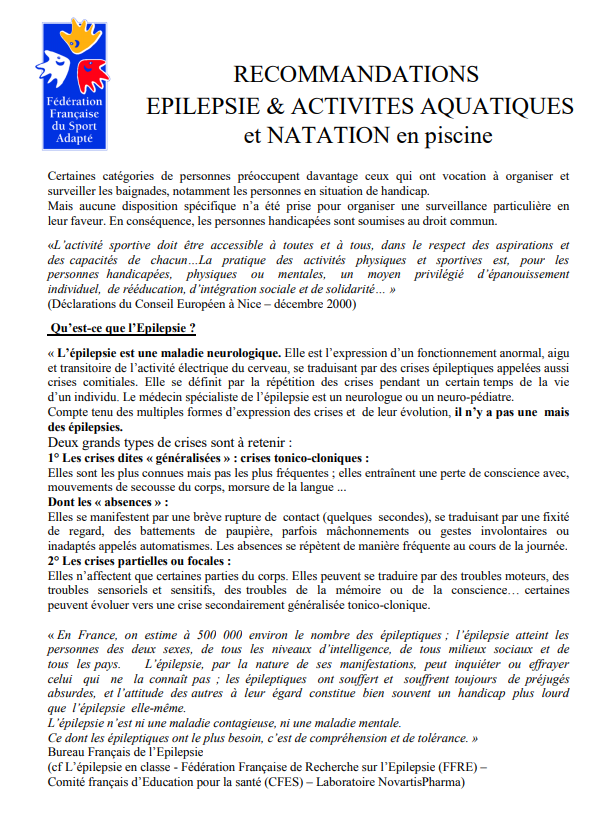 Fédération
Française
du Sport
Adapté
RECOMMANDATIONS
EPILEPSIE & ACTIVITES AQUATIQUES
et NATATION en piscine
Certaines catégories de personnes préoccupent davantage ceux qui ont vocation à organiser et
surveiller les baignades, notamment les personnes en situation de handicap.
Mais aucune disposition spécifique n'a été prise pour organiser une surveillance particulière en
leur faveur. En conséquence, les personnes handicapées sont soumises au droit commun.
«L'activité sportive doit être accessible à toutes et à tous, dans le respect des aspirations et
des capacités de chacun…La pratique des activités physiques et sportives est, pour les
personnes handicapées, physiques ou mentales, un moyen privilégié d'épanouissement
individuel, de rééducation, d'intégration sociale et de solidarité… »
(Déclarations du Conseil Européen à Nice – décembre 2000)
Qu'est-ce que l'Epilepsie ?
« L'épilepsie est une maladie neurologique. Elle est l'expression d'un fonctionnement anormal, aigu
et transitoire de l'activité électrique du cerveau, se traduisant par des crises épileptiques appelées aussi
crises comitiales. Elle se définit par la répétition des crises pendant un certain temps de la vie
d'un individu. Le médecin spécialiste de l'épilepsie est un neurologue ou un neuro-pédiatre.
Compte tenu des multiples formes d'expression des crises et de leur évolution, il n'y a pas une mais
des épilepsies.
Deux grands types de crises sont à retenir :
1° Les crises dites « généralisées » : crises tonico-cloniques :
Elles sont les plus connues mais pas les plus fréquentes ; elles entraînent une perte de conscience avec,
mouvements de secousse du corps, morsure de la langue ...
Dont les « absences » :
Elles se manifestent par une brève rupture de contact (quelques secondes), se traduisant par une fixité
de regard, des battements de paupière, parfois mâchonnements ou gestes involontaires ou
inadaptés appelés automatismes. Les absences se répètent de manière fréquente au cours de la journée.
2° Les crises partielles ou focales :
Elles n'affectent que certaines parties du corps. Elles peuvent se traduire par des troubles moteurs, des
troubles sensoriels et sensitifs, des troubles de la mémoire ou de la conscience… certaines
peuvent évoluer vers une crise secondairement généralisée tonico-clonique.
« En France, on estime à 500 000 environ le nombre des épileptiques ; l'épilepsie atteint les
personnes des deux sexes, de tous les niveaux d'intelligence, de tous milieux sociaux et de
tous les pays. L'épilepsie, par la nature de ses manifestations, peut inquiéter ou effrayer
celui qui ne la connaît pas ; les épileptiques ont souffert et souffrent toujours de préjugés
absurdes, et l'attitude des autres à leur égard constitue bien souvent un handicap plus lourd
que l'épilepsie elle-même.
L'épilepsie n'est ni une maladie contagieuse, ni une maladie mentale.
Ce dont les épileptiques ont le plus besoin, c'est de compréhension et de tolérance. »
Bureau Français de l'Epilepsie
(cf L'épilepsie en classe - Fédération Française de Recherche sur l'Epilepsie (FFRE) –
Comité français d'Education pour la santé (CFES) – Laboratoire NovartisPharma)